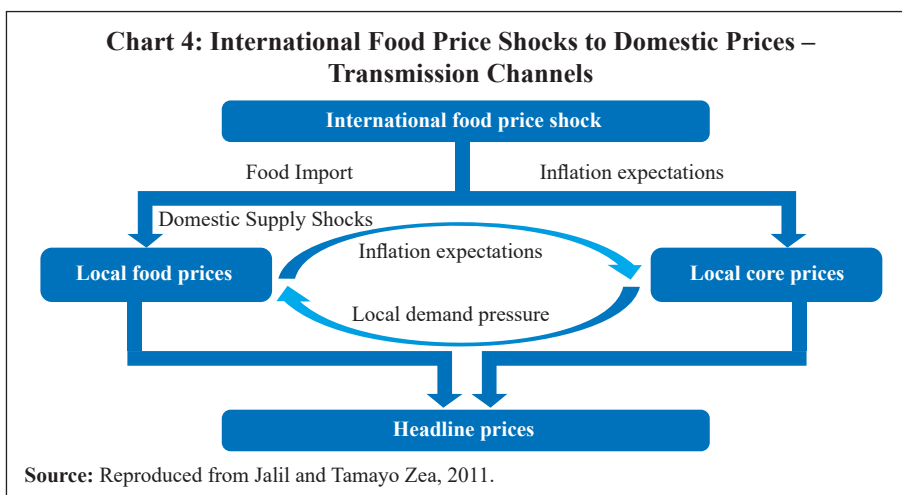 Chart 4: International Food Price Shocks to Domestic Prices –
Transmission Channels
International food price shock
Food Import
Inflation expectations
Domestic Supply Shocks
Inflation expectations
Local food prices
Local core prices
Local demand pressure
Headline prices
Source: Reproduced from Jalil and Tamayo Zea, 2011.